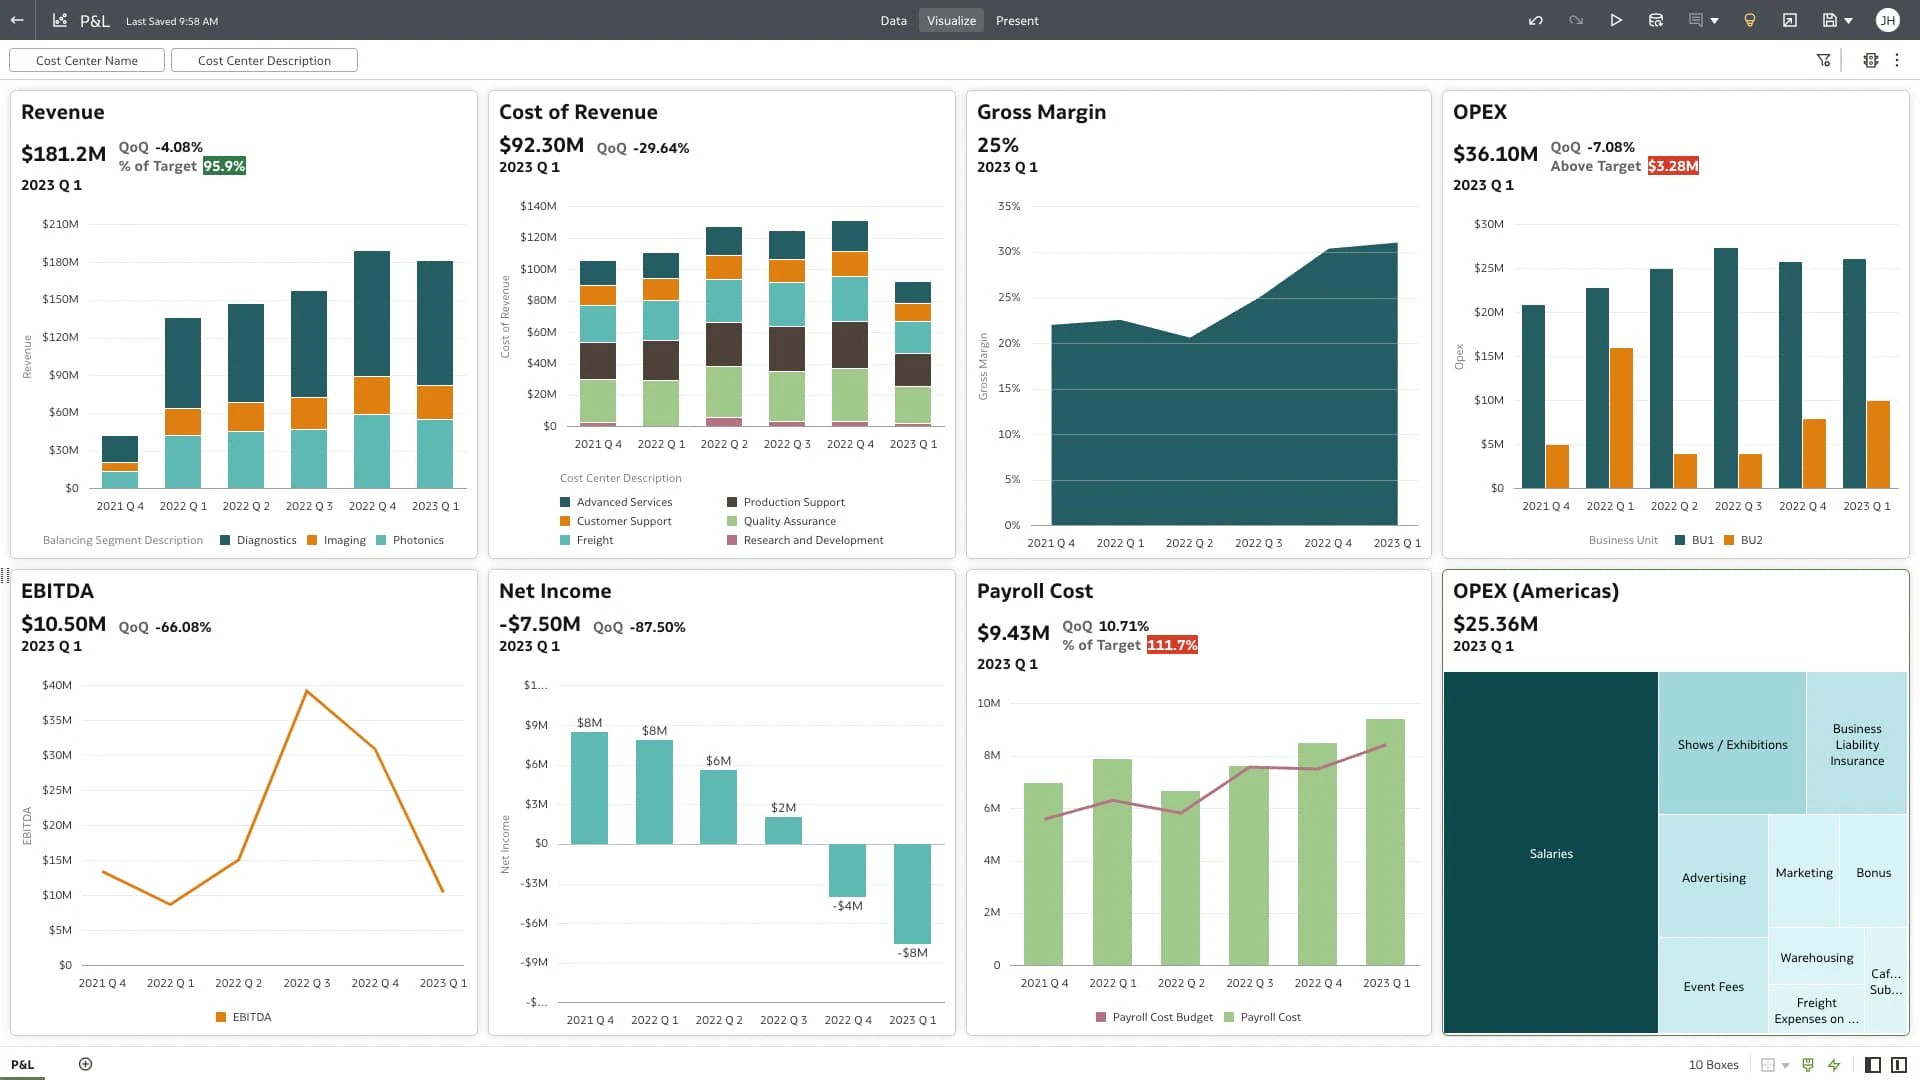 P&L Last Saved 9:58 AM
Data Visualize Present
JH
Cost Center Name Cost Center Description
Revenue
$181.2M QoQ -4.08%
% of Target 95.9%
2023 Q 1
Revenue
$210M
$180M
$150M
$120M
$90M
$60M
$30M
$0
2021 Q 4 2022 Q 1 2022 Q 2 2022 Q 3 2022 Q 4 2023 Q 1
Balancing Segment Description Diagnostics Imaging Photonics
Cost of Revenue
$92.30M QoQ -29.64%
2023 Q 1
Cost of Revenue
$140M
$120M
$100M
$80M
$60M
$40M
$20M
$0
2021 Q 4 2022 Q 1 2022 Q 2 2022 Q 3 2022 Q 4 2023 Q 1
Cost Center Description
Advanced Services Production Support
Customer Support Quality Assurance
Freight Research and Development
Gross Margin
25%
2023 Q 1
Gross Margin
35%
30%
25%
20%
15%
10%
5%
0%
2021 Q 4 2022 Q 1 2022 Q 2 2022 Q 3 2022 Q 4 2023 Q 1
OPEX
$36.10M QoQ -7.08%
Above Target $3.28M
2023 Q 1
Opex
$30M
$25M
$20M
$15M
$10M
$5M
$0
2021 Q 4 2022 Q 1 2022 Q 2 2022 Q 3 2022 Q 4 2023 Q 1
Business Unit BU1 BU2
EBITDA
$10.50M QoQ -66.08%
2023 Q 1
EBITDA
$40M
$35M
$30M
$25M
$20M
$15M
$10M
$5M
$0
2021 Q 4 2022 Q 1 2022 Q 2 2022 Q 3 2022 Q 4 2023 Q 1
EBITDA
Net Income
-$7.50M QoQ -87.50%
2023 Q 1
Net Income
$1...
$9M
$6M
$3M
$0
-$3M
-$6M
-$9M
-$...
$8M
$8M
$6M
$2M
-$4M
-$8M
2021 Q 4 2022 Q 1 2022 Q 2 2022 Q 3 2022 Q 4 2023 Q 1
Payroll Cost
$9.43M QoQ 10.71%
% of Target 111.7%
2023 Q 1
10M
8M
6M
4M
2M
0
2021 Q 4 2022 Q 1 2022 Q 2 2022 Q 3 2022 Q 4 2023 Q 1
Payroll Cost Budget Payroll Cost
OPEX (Americas)
$25.36M
2023 Q 1
Salaries
Shows / Exhibitions
Business
Liability
Insurance
Advertising
Marketing
Bonus
Event Fees
Warehousing
Caf...
Sub...
Freight
Expenses on ...
P&L
10 Boxes